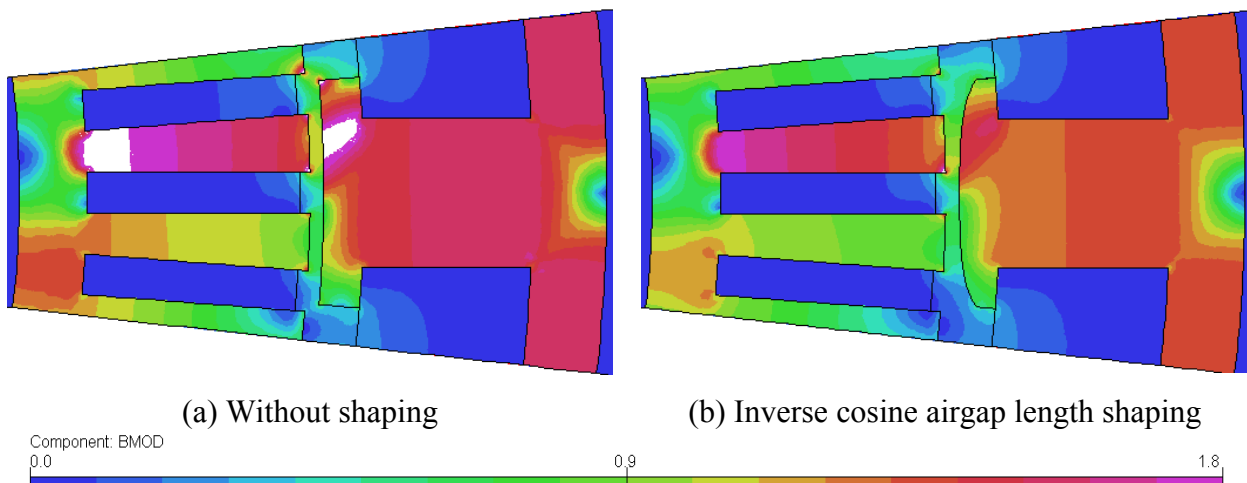 (a) Without shaping
(b) Inverse cosine airgap length shaping
Component: BMOD
0.0 0.9 1.8